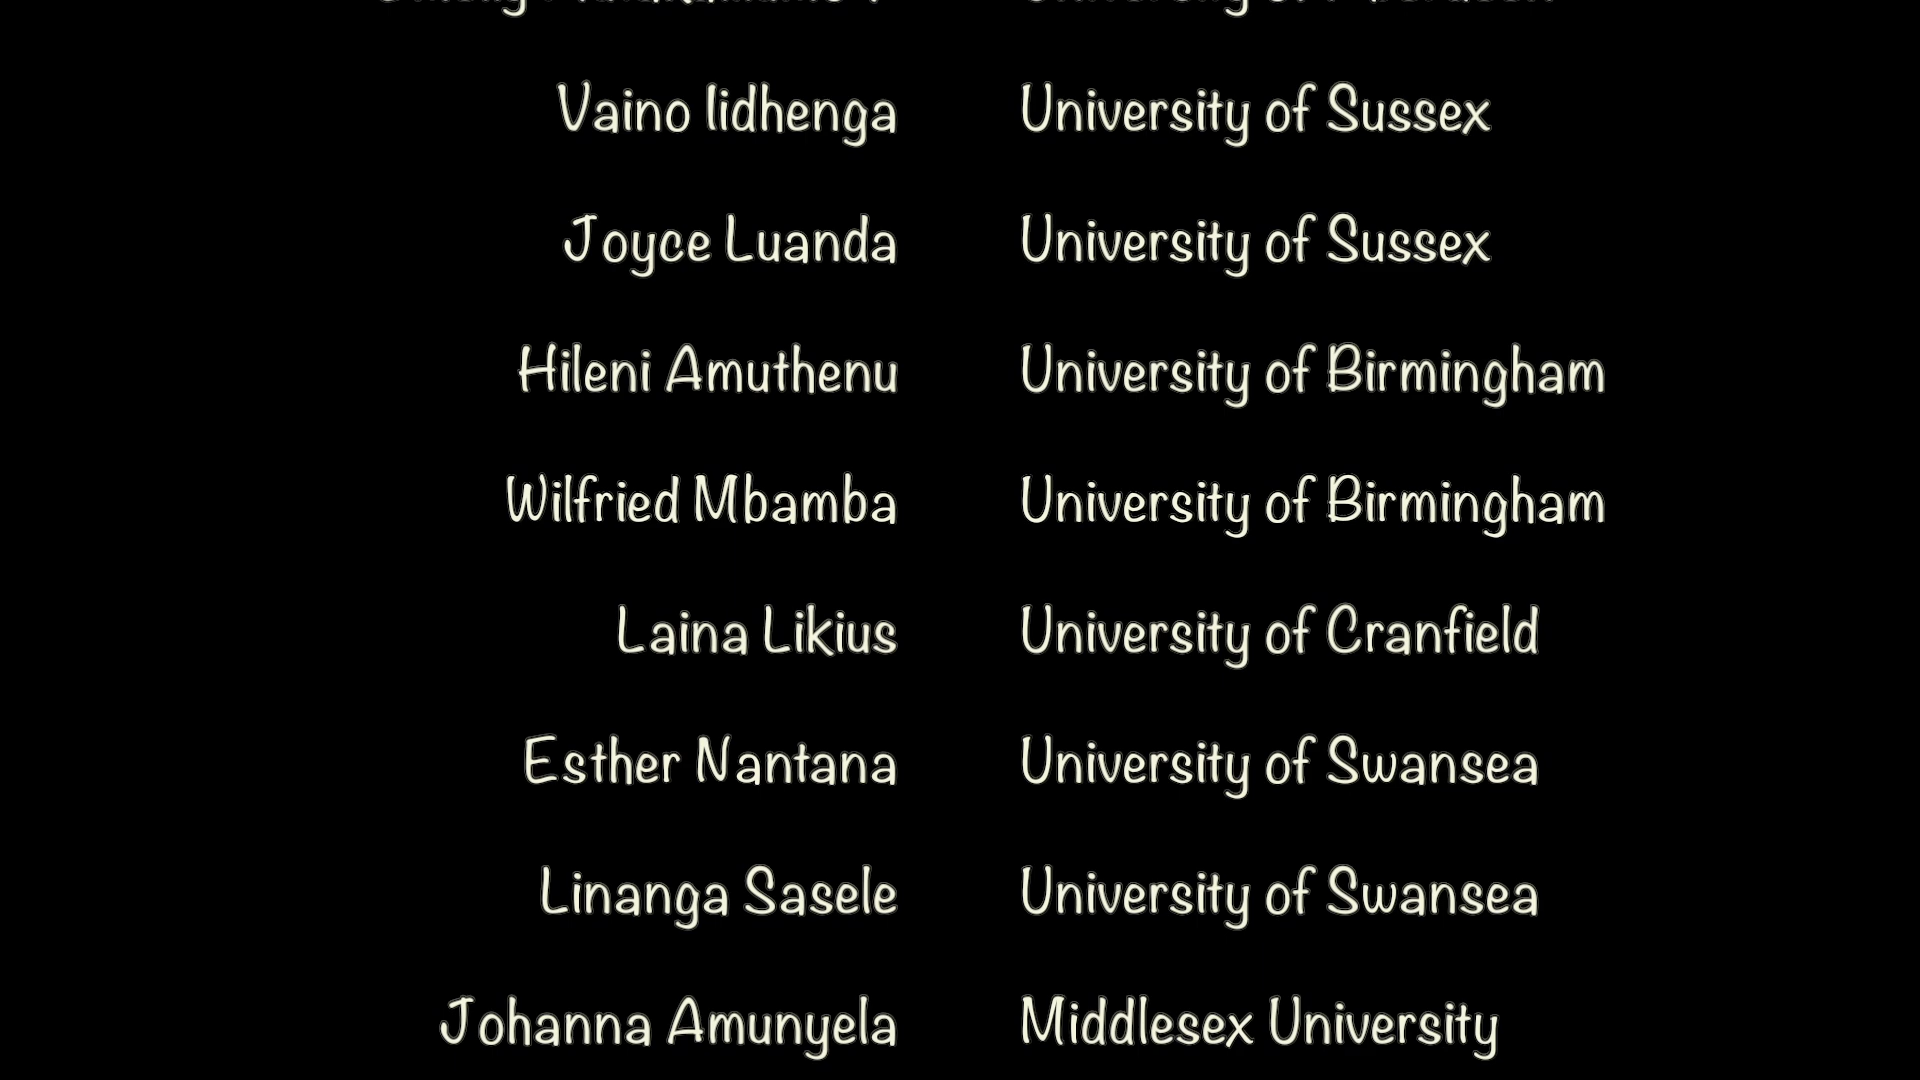 University of
Vaino Iidhenga University of Sussex
Joyce Luanda University of Sussex
Hileni Amuthenu University of Birmingham
Wilfried Mbamba University of Birmingham
Laina Likius University of Cranfield
Esther Nantana University of Swansea
Linanga Sasele University of Swansea
Johanna Amunyela Middlesex University